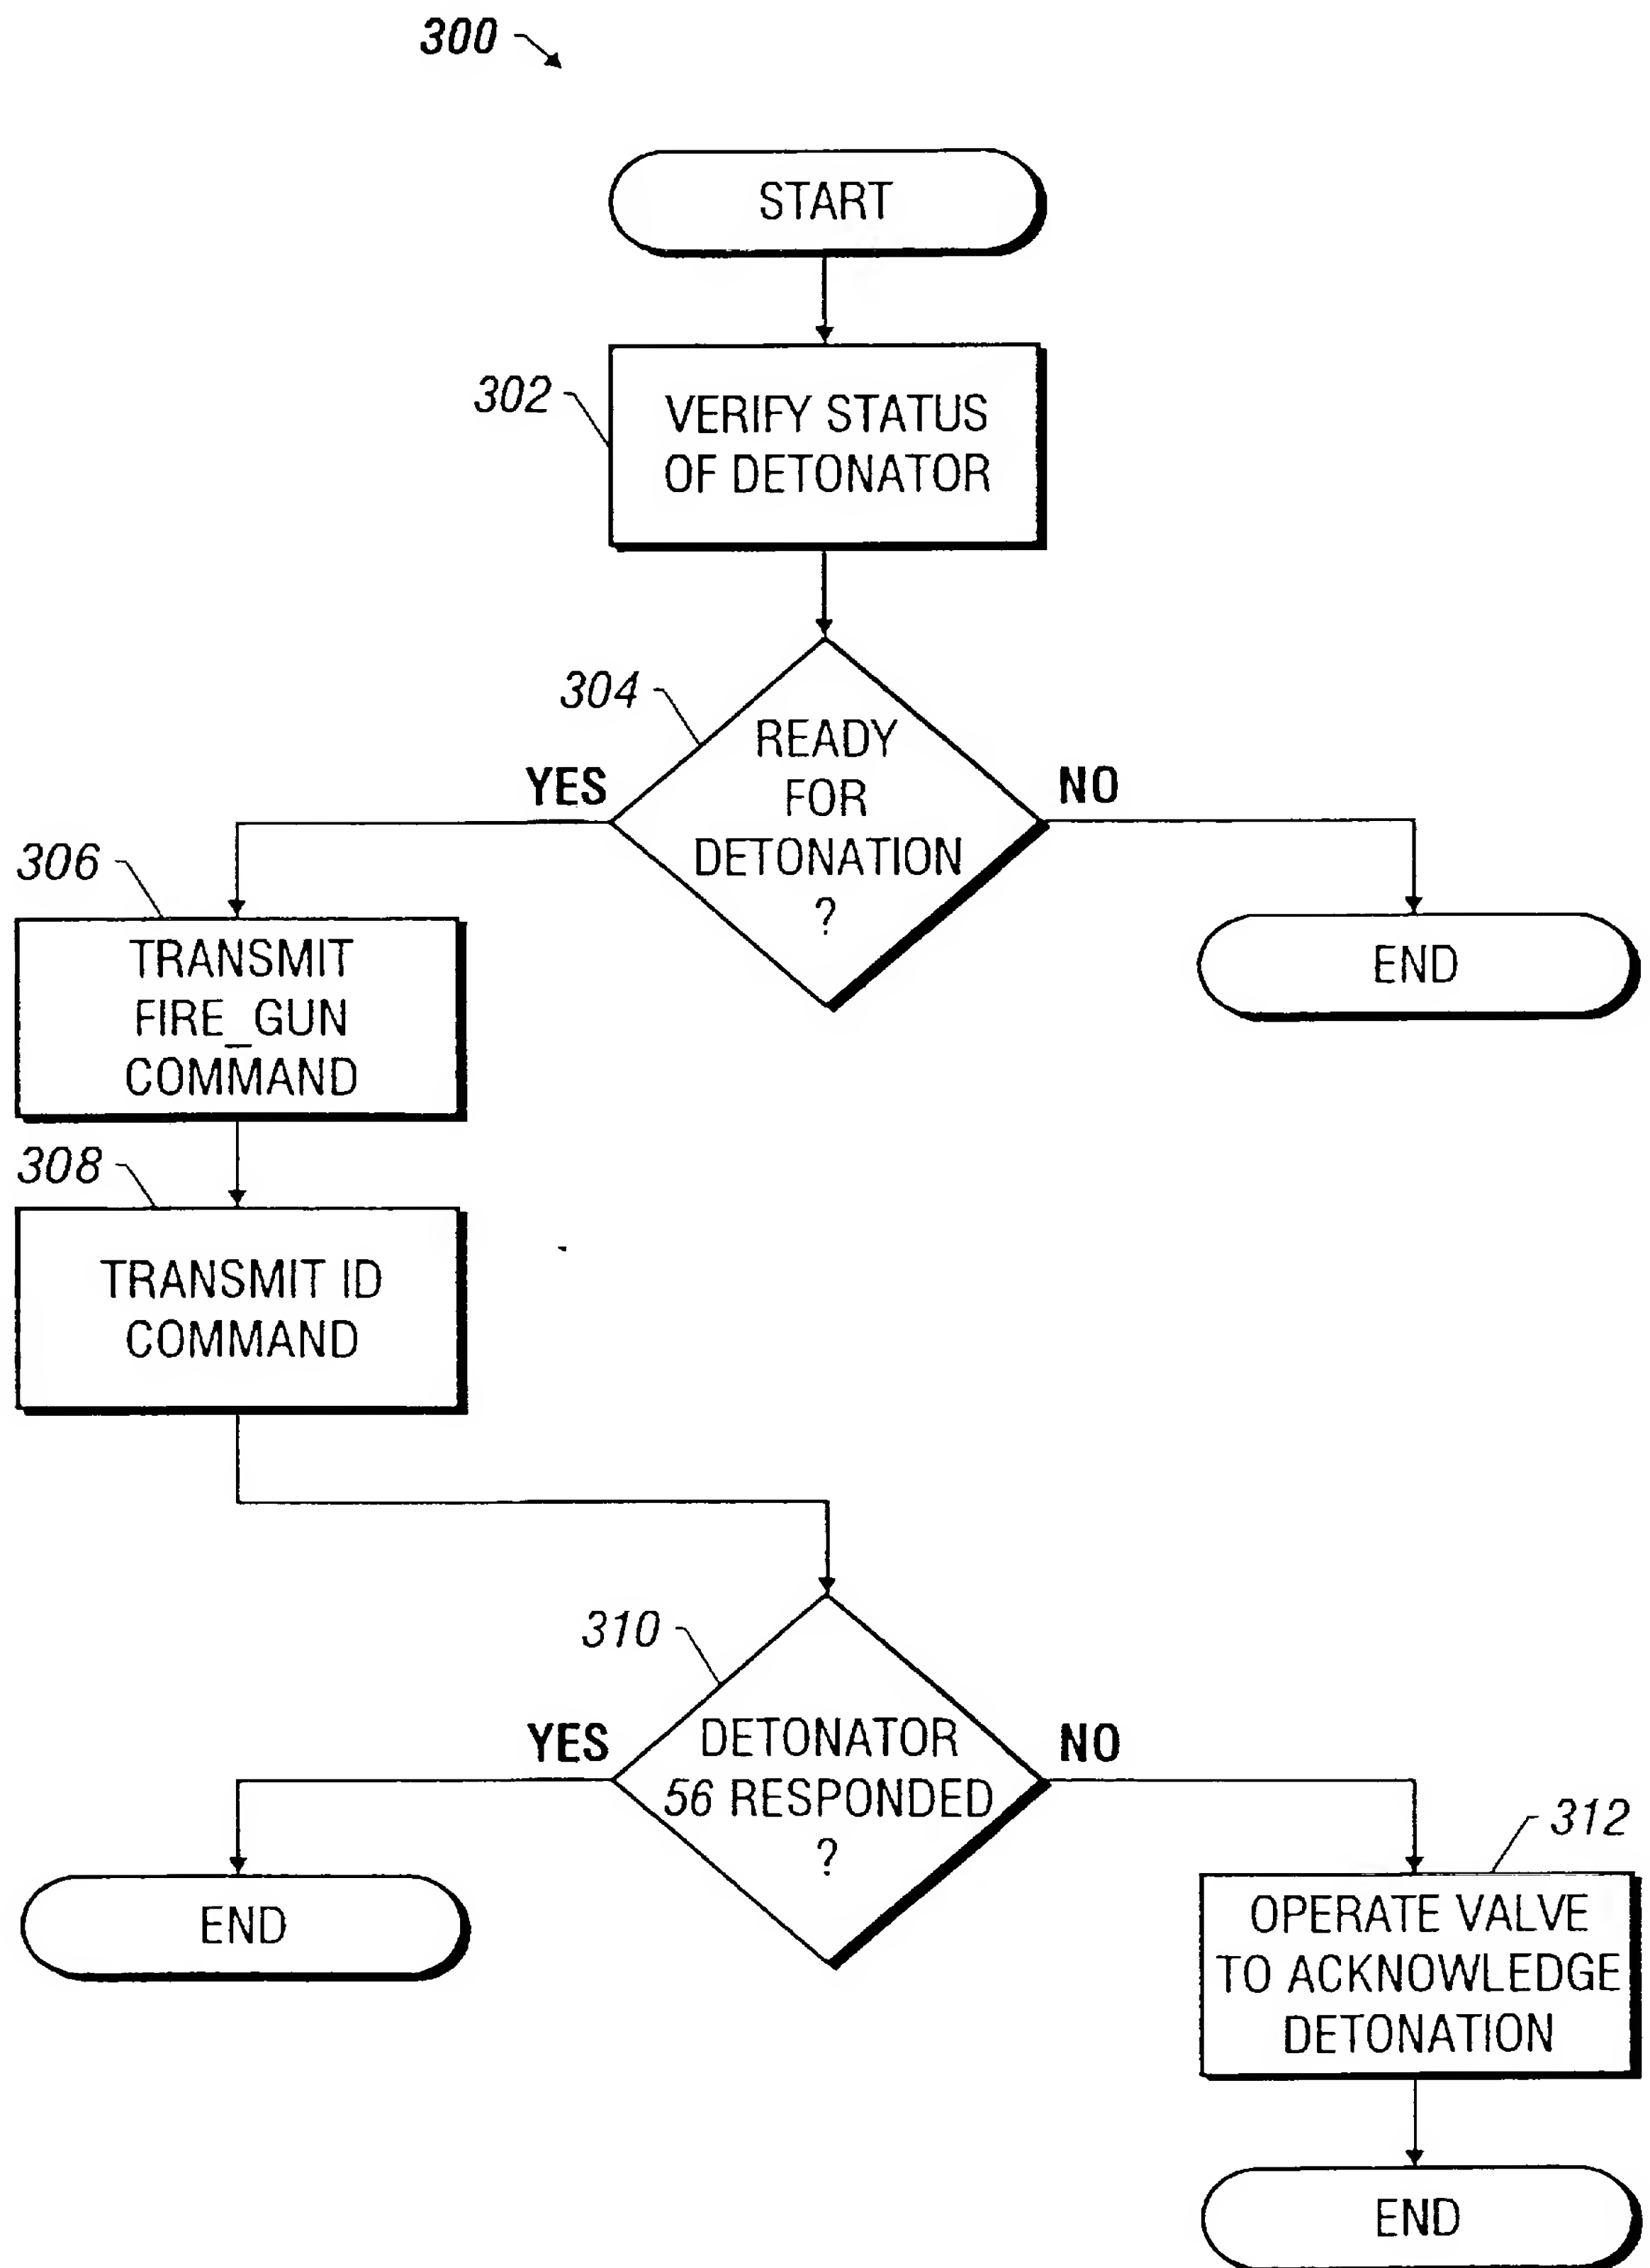 300
START
302
VERIFY STATUS
OF DETONATOR
304
READY
FOR
DETONATION
?
YES
NO
306
TRANSMIT
FIRE_GUN
COMMAND
END
308
TRANSMIT ID
COMMAND
310
DETONATOR
56 RESPONDED
?
YES
NO
312
END
OPERATE VALVE
TO ACKNOWLEDGE
DETONATION
END